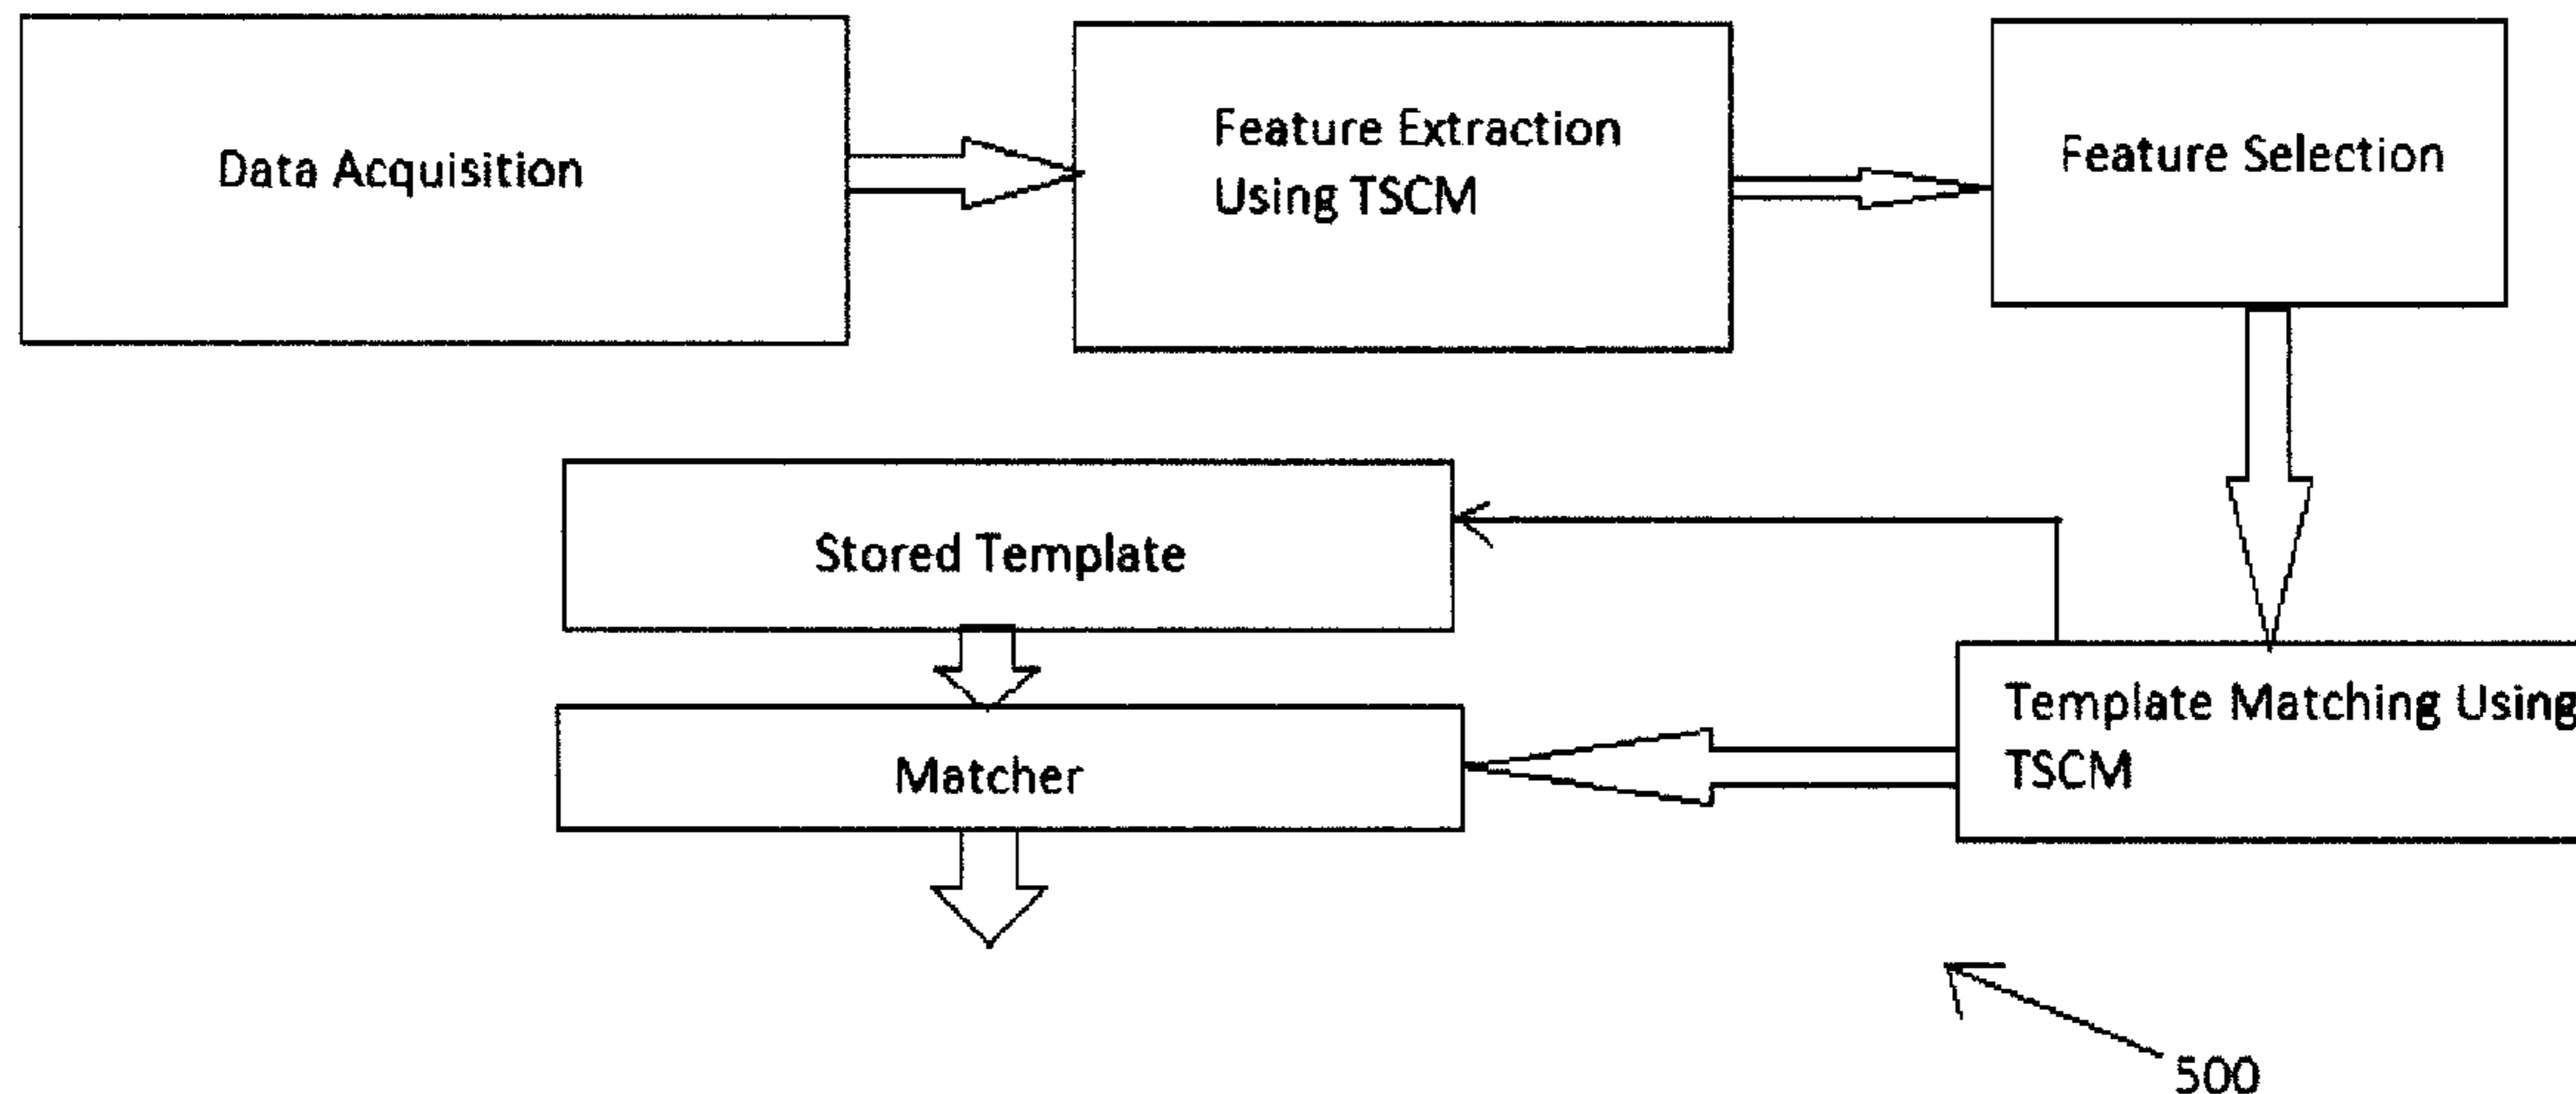 Data Acquisition
Feature Extraction
Using TSCM
Feature Selection
Stored Template
Template Matching Using
TSCM
Matcher
500